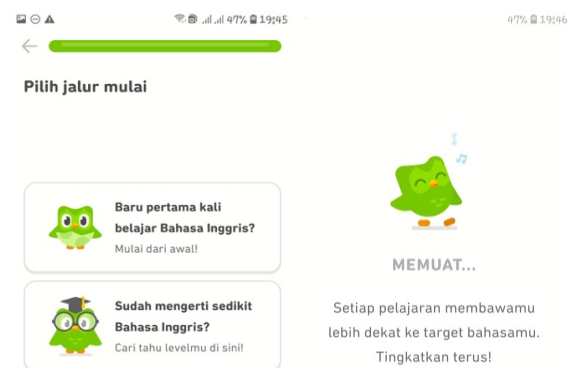 47% 19:45
Pilih jalur mulai
Baru pertama kali
belajar Bahasa Inggris?
Mulai dari awal!
Sudah mengerti sedikit
Bahasa Inggris?
Cari tahu levelmu di sini!
47% 19:46
MEMUAT...
Setiap pelajaran membawamu
lebih dekat ke target bahasamu.
Tingkatkan terus!